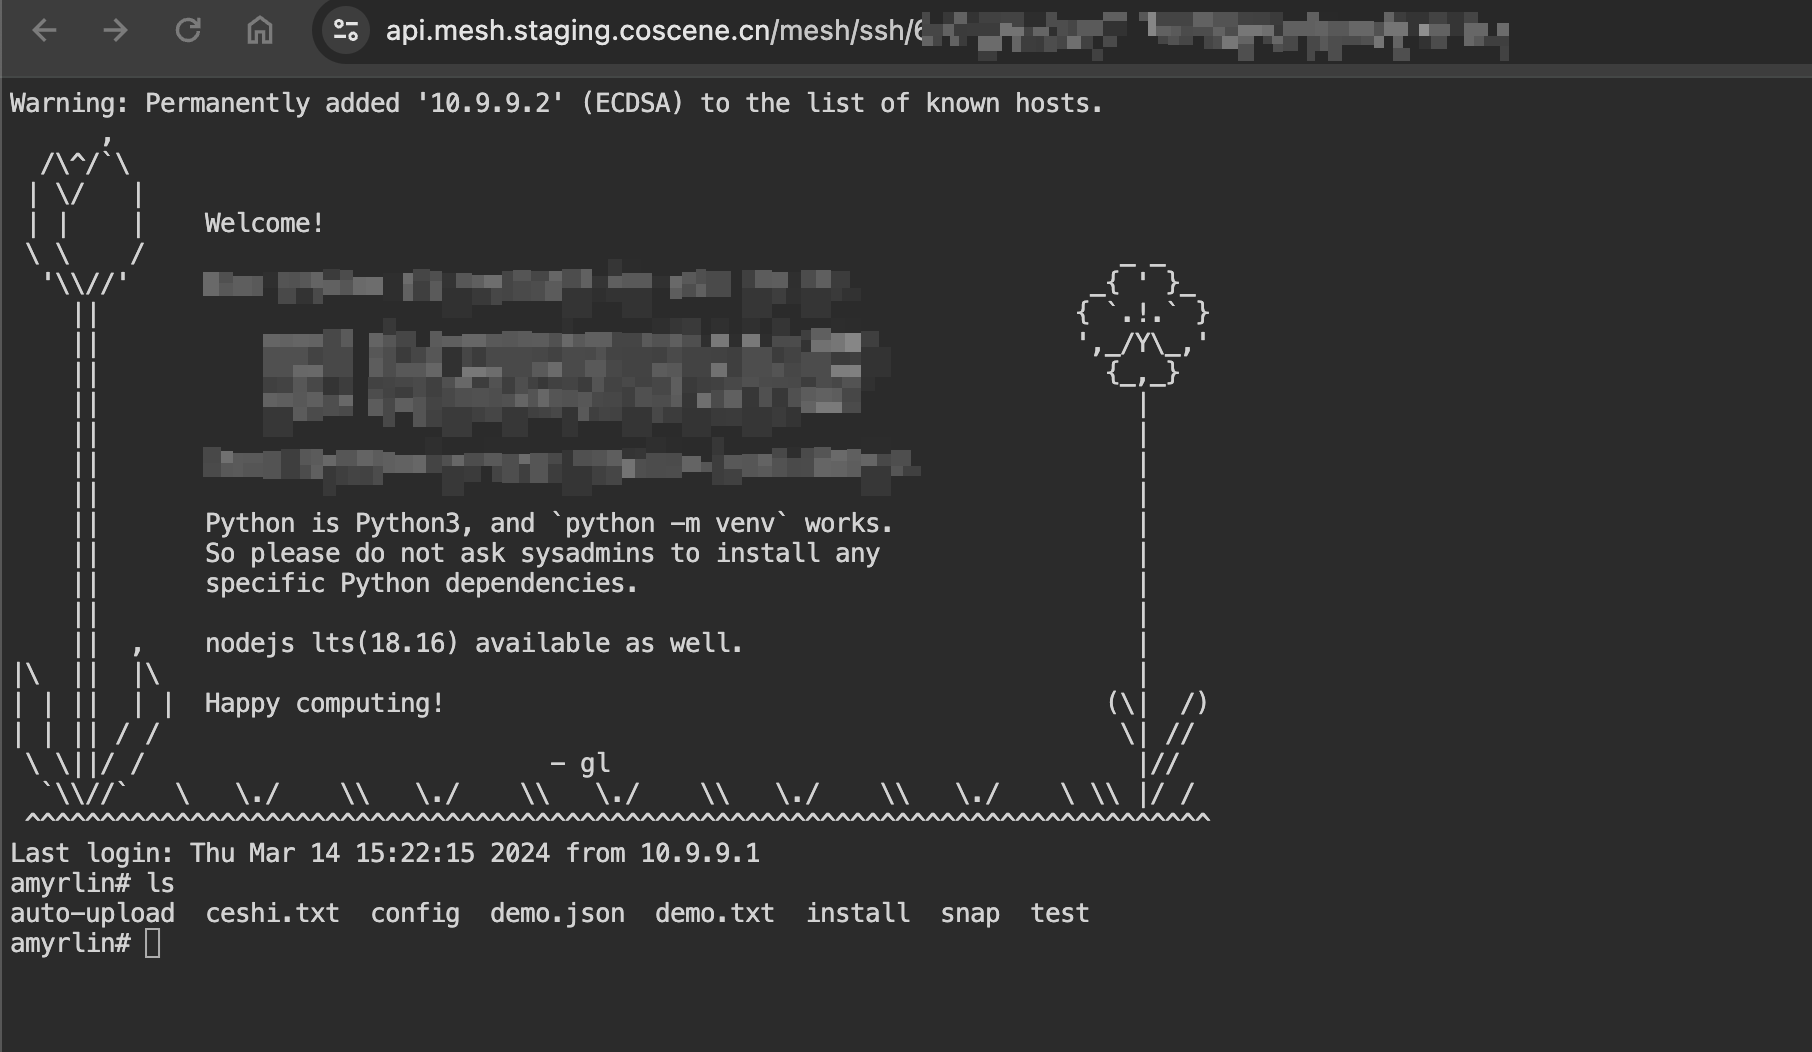 api.mesh.staging.coscene.cn/mesh/ssh/6
Warning: Permanently added '10.9.9.2' (ECDSA) to the list of known hosts.
Welcome!
Python is Python3, and `python -m venv` works.
So please do not ask sysadmins to install any
specific Python dependencies.
nodejs lts(18.16) available as well.
Happy computing!
- gl
Last login: Thu Mar 14 15:22:15 2024 from 10.9.9.1
amyrlin# ls
auto-upload  ceshi.txt  config  demo.json  demo.txt  install  snap  test
amyrlin#